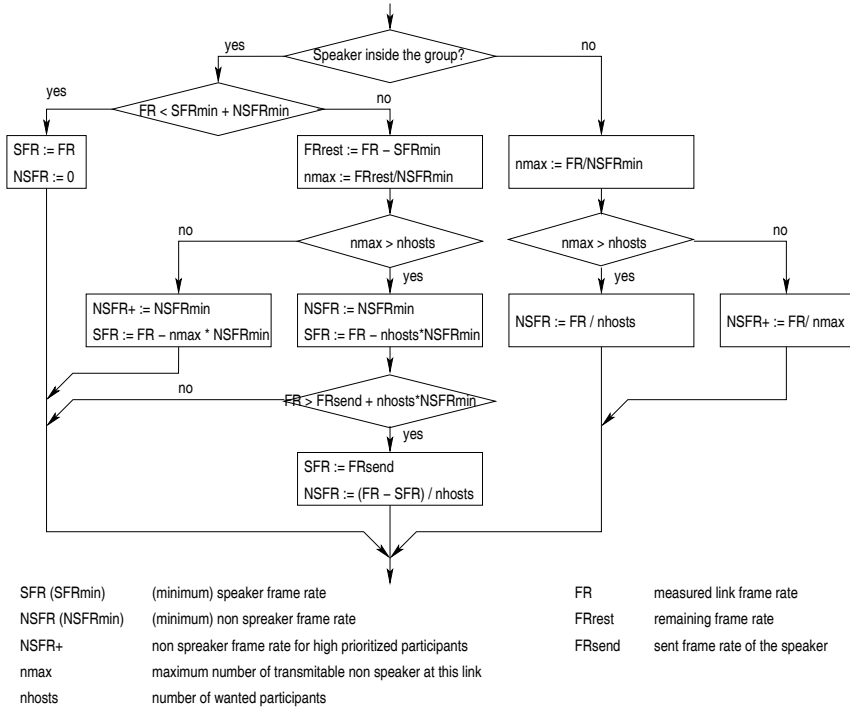 Speaker inside the group?
yes
no
FR < SFRmin + NSFRmin
yes
no
SFR := FR
NSFR := 0
FRrest := FR − SFRmin
nmax := FRrest/NSFRmin
nmax := FR/NSFRmin
nmax > nhosts
no
yes
nmax > nhosts
no
yes
NSFR+ := NSFRmin
SFR := FR − nmax * NSFRmin
NSFR := NSFRmin
SFR := FR − nhosts*NSFRmin
NSFR := FR / nhosts
NSFR+ := FR/ nmax
no
FR > FRsend + nhosts*NSFRmin
yes
SFR := FRsend
NSFR := (FR − SFR) / nhosts
SFR (SFRmin) (minimum) speaker frame rate
NSFR (NSFRmin) (minimum) non spreaker frame rate
NSFR+ non spreaker frame rate for high prioritized participants
nmax maximum number of transmitable non speaker at this link
nhosts number of wanted participants
FR measured link frame rate
FRrest remaining frame rate
FRsend sent frame rate of the speaker